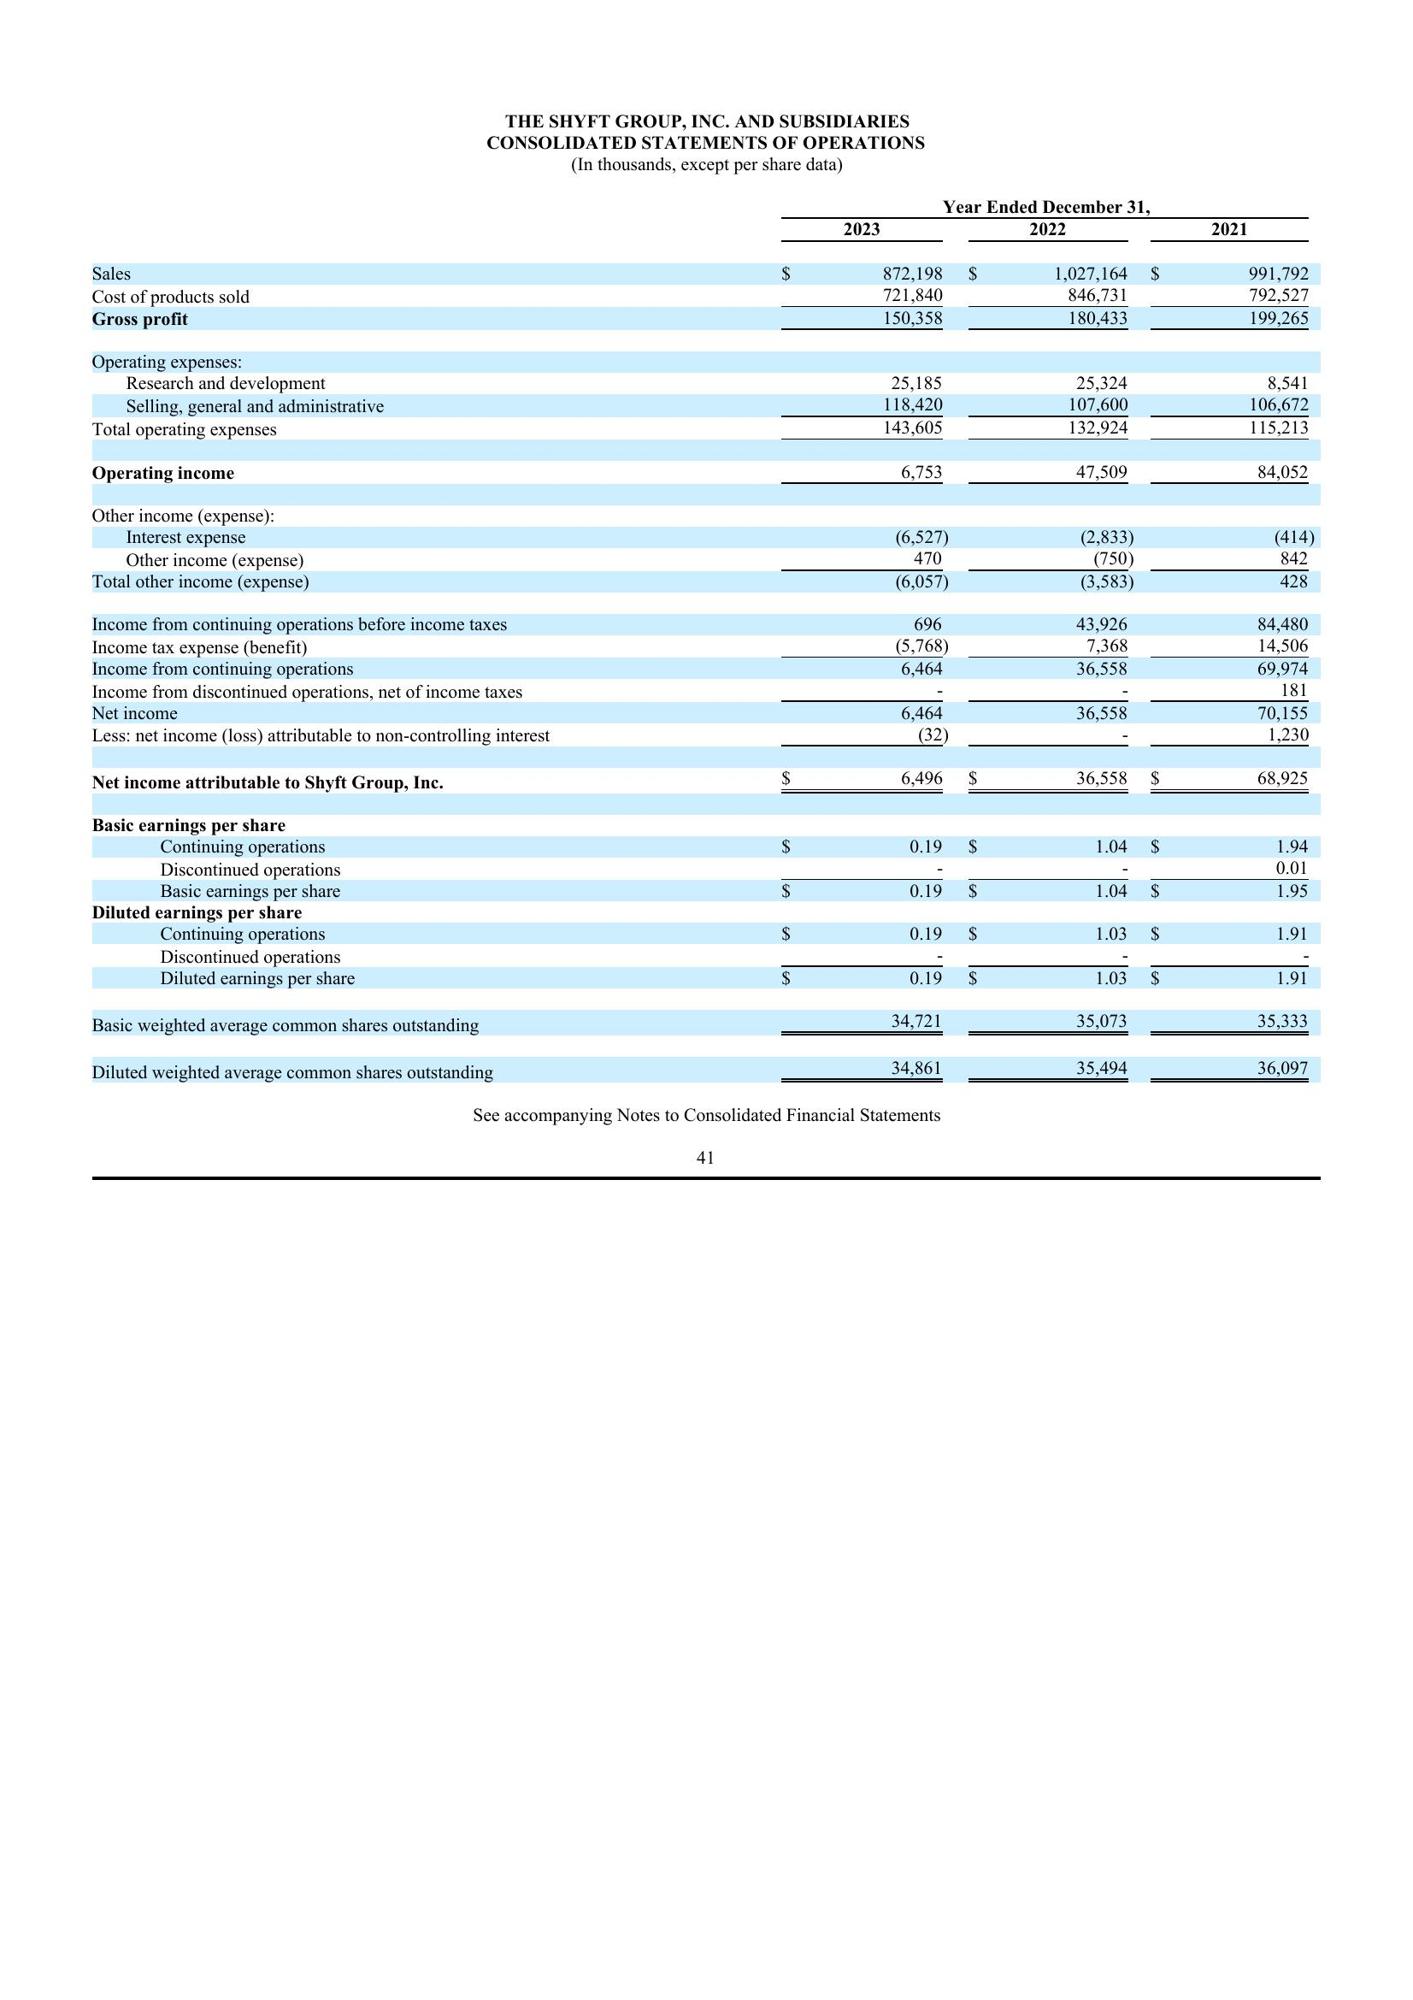 THE SHYFT GROUP, INC. AND SUBSIDIARIES
CONSOLIDATED STATEMENTS OF OPERATIONS
(In thousands, except per share data)
Year Ended December 31,
2023 2022 2021
Sales $ 872,198 $ 1,027,164 $ 991,792
Cost of products sold 721,840 846,731 792,527
Gross profit 150,358 180,433 199,265
Operating expenses:
Research and development 25,185 25,324 8,541
Selling, general and administrative 118,420 107,600 106,672
Total operating expenses 143,605 132,924 115,213
Operating income 6,753 47,509 84,052
Other income (expense):
Interest expense (6,527) (2,833) (414)
Other income (expense) 470 (750) 842
Total other income (expense) (6,057) (3,583) 428
Income from continuing operations before income taxes 696 43,926 84,480
Income tax expense (benefit) (5,768) 7,368 14,506
Income from continuing operations 6,464 36,558 69,974
Income from discontinued operations, net of income taxes - - 181
Net income 6,464 36,558 70,155
Less: net income (loss) attributable to non-controlling interest (32) - 1,230
Net income attributable to Shyft Group, Inc. $ 6,496 $ 36,558 $ 68,925
Basic earnings per share
Continuing operations $ 0.19 $ 1.04 $ 1.94
Discontinued operations - - 0.01
Basic earnings per share $ 0.19 $ 1.04 $ 1.95
Diluted earnings per share
Continuing operations $ 0.19 $ 1.03 $ 1.91
Discontinued operations - - -
Diluted earnings per share $ 0.19 $ 1.03 $ 1.91
Basic weighted average common shares outstanding 34,721 35,073 35,333
Diluted weighted average common shares outstanding 34,861 35,494 36,097
See accompanying Notes to Consolidated Financial Statements
41